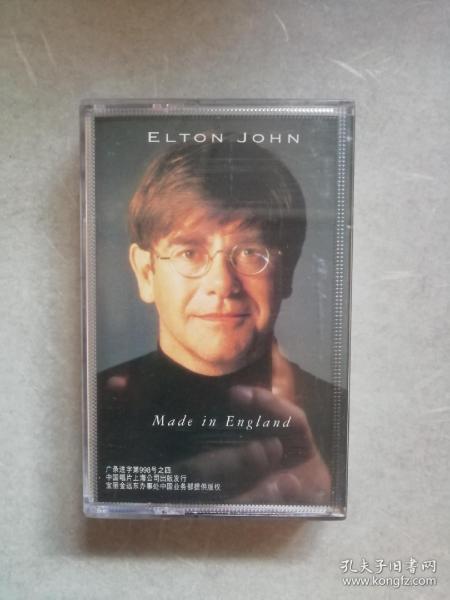 ELTON JOHN
Made in England
广条进字第998号之四
中国唱片上海公司出版发行
宝丽金远东办事处中国业务部提供版权
孔夫子旧书网
www.kongfz.com